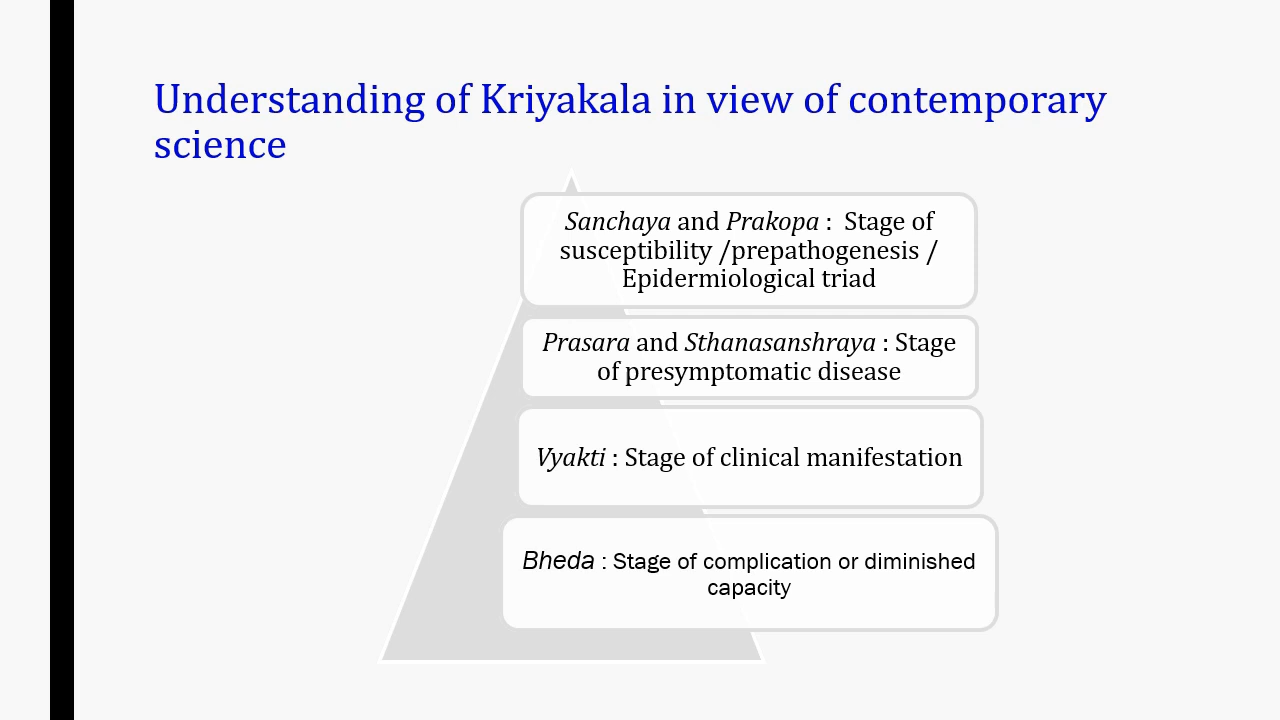 Understanding of Kriyakala in view of contemporary
science
Sanchaya and Prakopa :  Stage of
susceptibility /prepathogenesis /
Epidermiological triad
Prasara and Sthanasanshraya : Stage
of presymptomatic disease
Vyakti : Stage of clinical manifestation
Bheda : Stage of complication or diminished
capacity